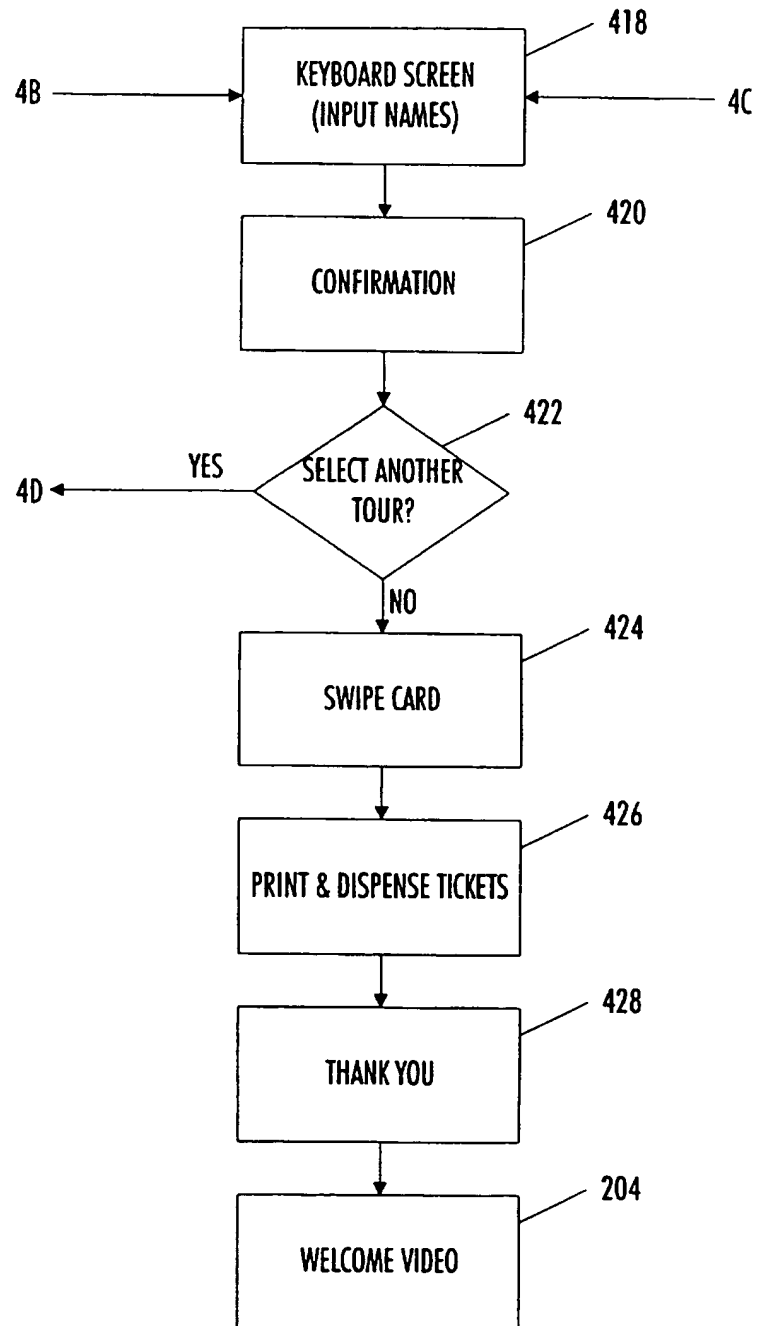 418
KEYBOARD SCREEN
(INPUT NAMES)
4B
4C
420
CONFIRMATION
422
YES
SELECT ANOTHER
TOUR?
4D
NO
424
SWIPE CARD
426
PRINT & DISPENSE TICKETS
428
THANK YOU
204
WELCOME VIDEO